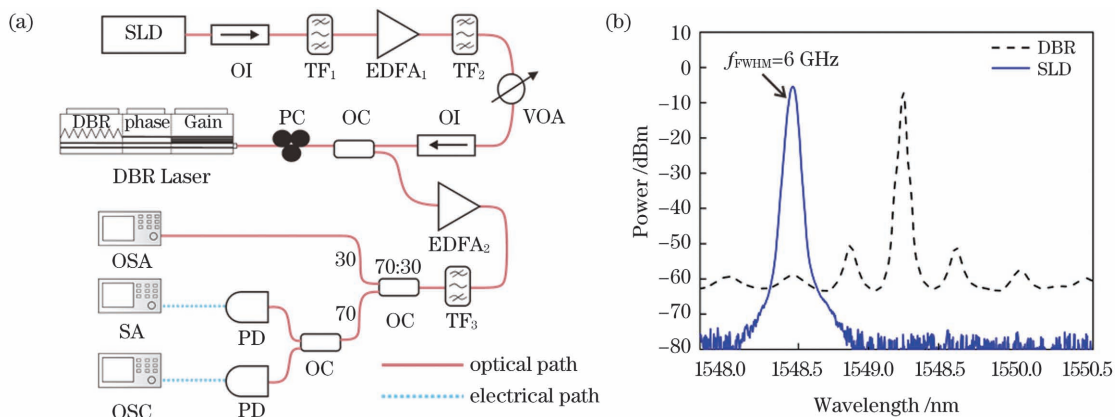 (a)
SLD
OI
TF₁
EDFA₁
TF₂
VOA
DBR
phase
Gain
DBR Laser
PC
OC
OI
EDFA₂
OSA
30
70:30
70
OC
TF₃
SA
PD
OC
OSC
PD
optical path
electrical path
(b)
10
0
-10
-20
-30
-40
-50
-60
-70
-80
Power /dBm
f_FWHM=6 GHz
DBR
SLD
1548.0
1548.5
1549.0
1548.5
1550.0
1550.5
Wavelength /nm